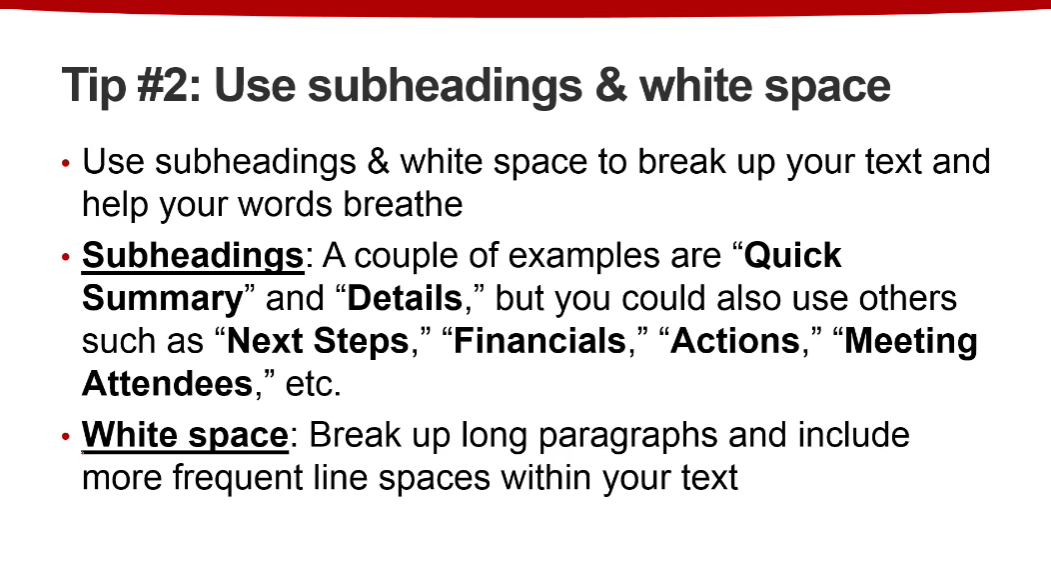 Tip #2: Use subheadings & white space
• Use subheadings & white space to break up your text and
help your words breathe
• Subheadings: A couple of examples are “Quick
Summary” and “Details,” but you could also use others
such as “Next Steps,” “Financials,” “Actions,” “Meeting
Attendees,” etc.
• White space: Break up long paragraphs and include
more frequent line spaces within your text